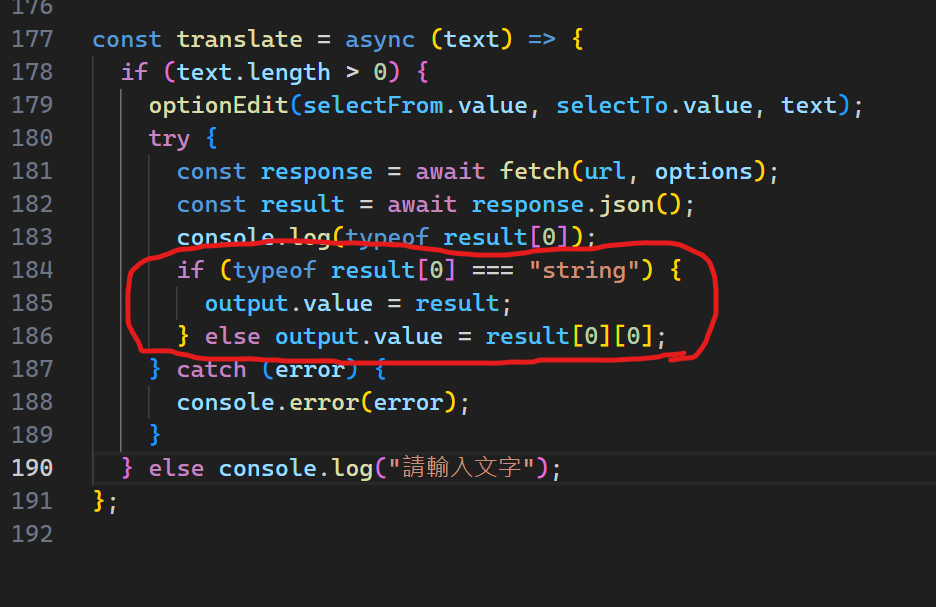 176
177 const translate = async (text) => {
178 if (text.length > 0) {
179 optionEdit(selectFrom.value, selectTo.value, text);
180 try {
181 const response = await fetch(url, options);
182 const result = await response.json();
183 console.log(typeof result[0]);
184 if (typeof result[0] === "string") {
185 output.value = result;
186 } else output.value = result[0][0];
187 } catch (error) {
188 console.error(error);
189 }
190 } else console.log("請輸入文字");
191 };
192